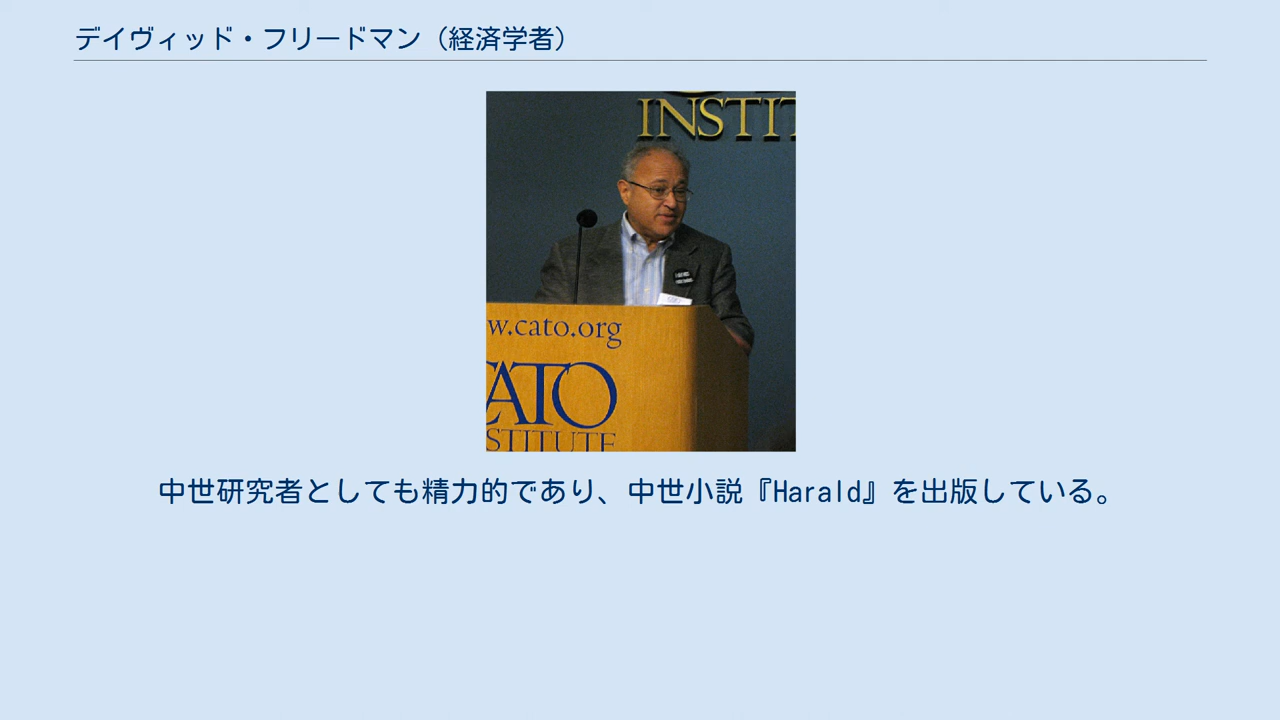 デイヴィッド・フリードマン（経済学者）
INSTIT
w.cato.org
CATO
INSTITUTE
中世研究者としても精力的であり、中世小説『Harald』を出版している。